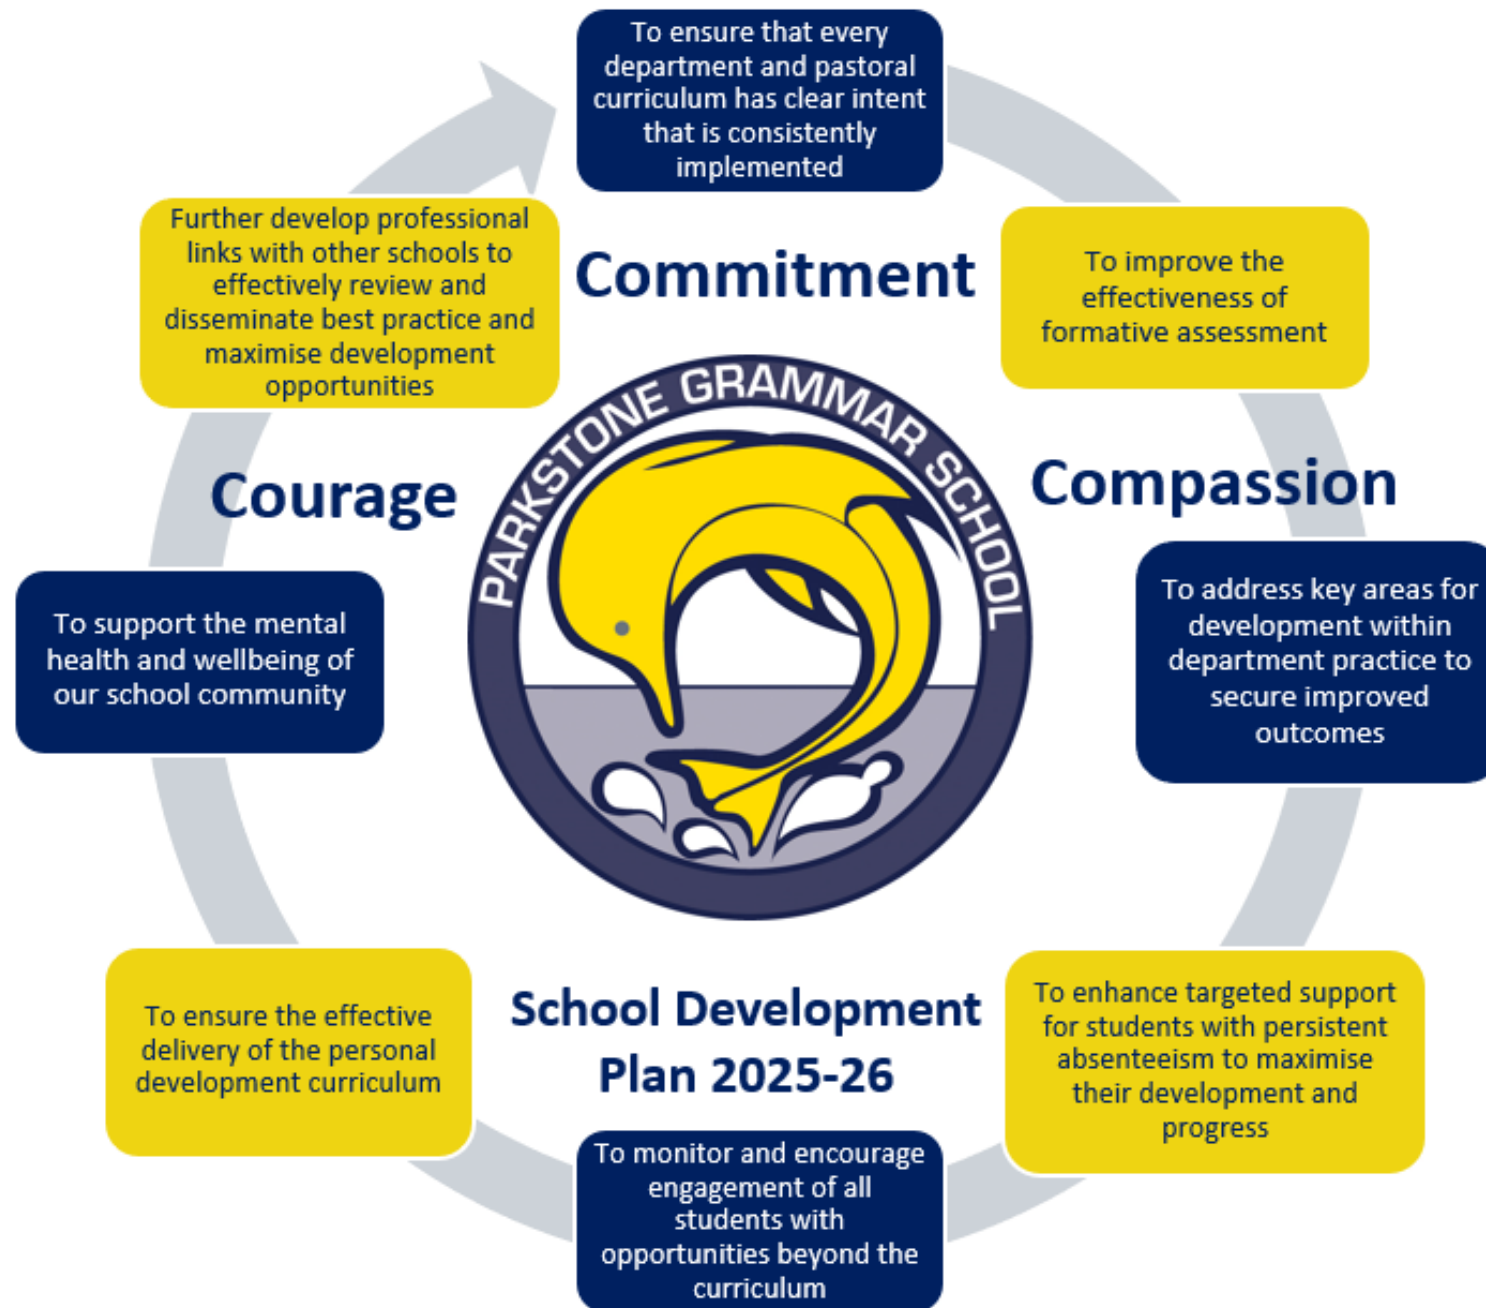 To ensure that every
department and pastoral
curriculum has clear intent
that is consistently
implemented
To improve the
effectiveness of
formative assessment
To address key areas for
development within
department practice to
secure improved
outcomes
To enhance targeted support
for students with persistent
absenteeism to maximise
their development and
progress
To monitor and encourage
engagement of all
students with
opportunities beyond the
curriculum
To ensure the effective
delivery of the personal
development curriculum
To support the mental
health and wellbeing of
our school community
Further develop professional
links with other schools to
effectively review and
disseminate best practice and
maximise development
opportunities
Commitment
Compassion
Courage
PARKSTONE GRAMMAR SCHOOL
School Development
Plan 2025-26